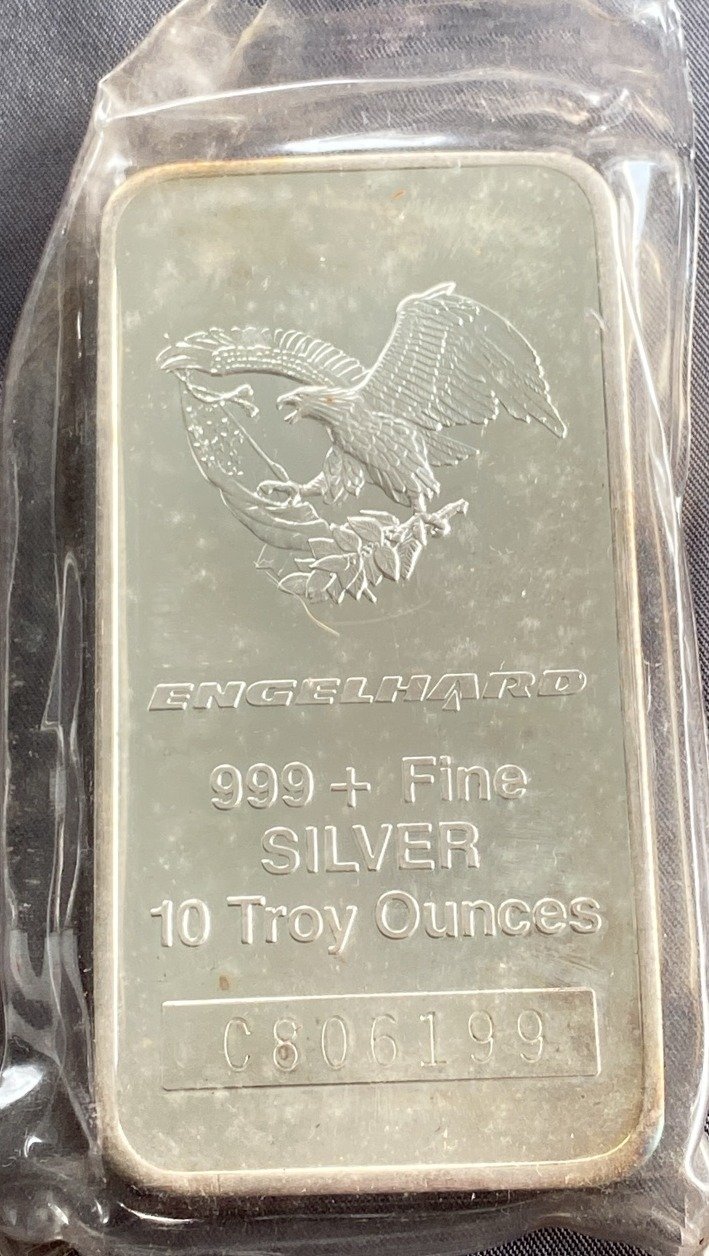 ENGELHARD
999+ Fine
SILVER
10 Troy Ounces
C806199